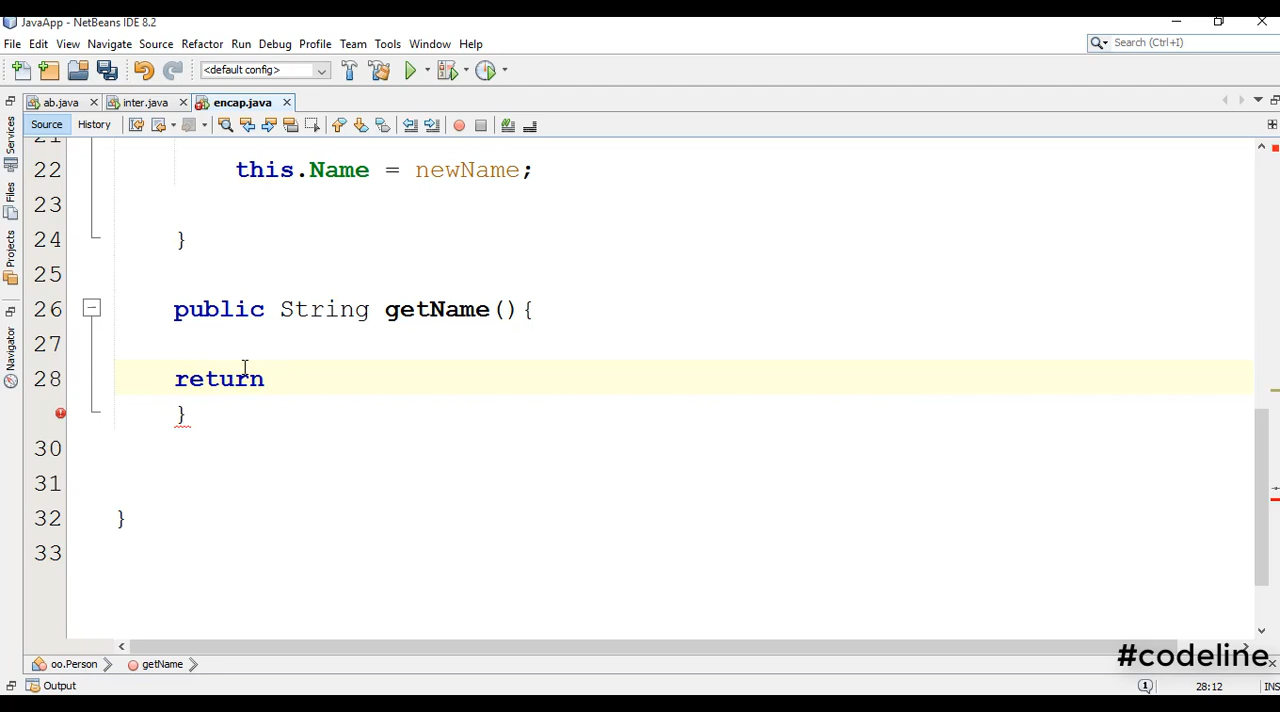 JavaApp - NetBeans IDE 8.2
File Edit View Navigate Source Refactor Run Debug Profile Team Tools Window Help
Search (Ctrl+I)
<default config>
ab.java inter.java encap.java
Source History
Services
Files
Projects
Navigator
21
22 this.Name = newName;
23
24 }
25
26 public String getName(){
27
28 return
}
30
31
32 }
33
#codeline
oo.Person getName
Output 1 28:12 INS